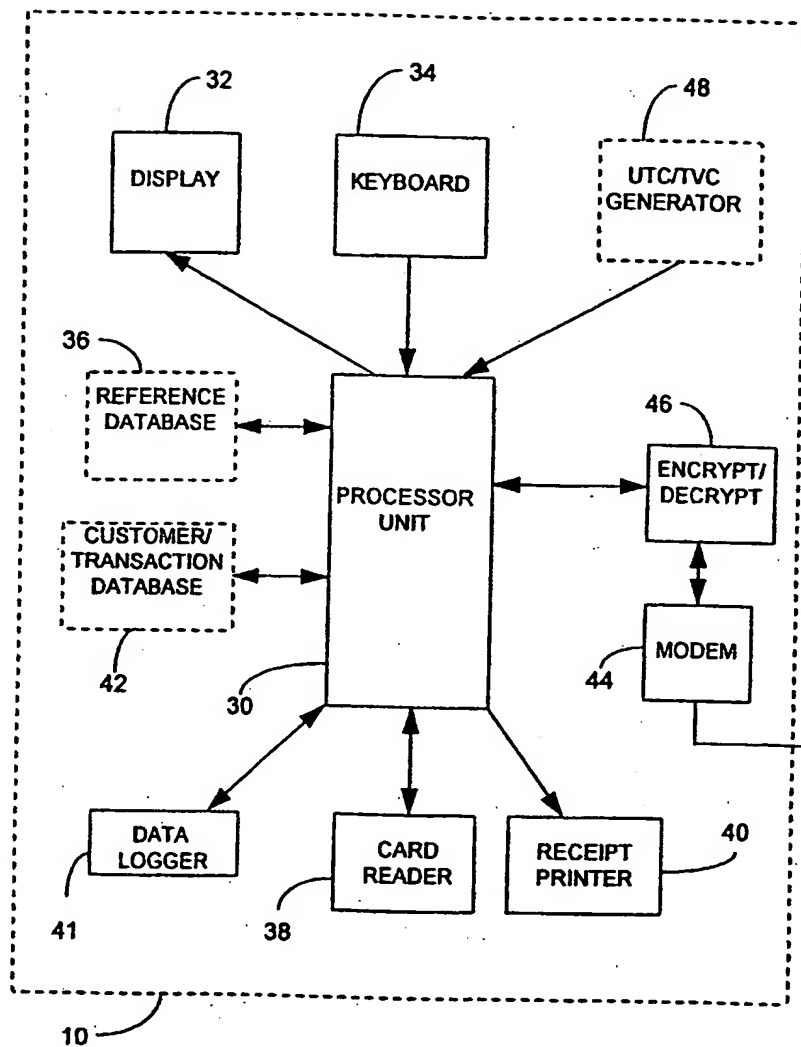 32
34
48
DISPLAY
KEYBOARD
UTC/TVC
GENERATOR
36
REFERENCE
DATABASE
46
ENCRYPT/
DECRYPT
PROCESSOR
UNIT
CUSTOMER/
TRANSACTION
DATABASE
42
30
44
MODEM
DATA
LOGGER
41
CARD
READER
38
RECEIPT
PRINTER
40
10